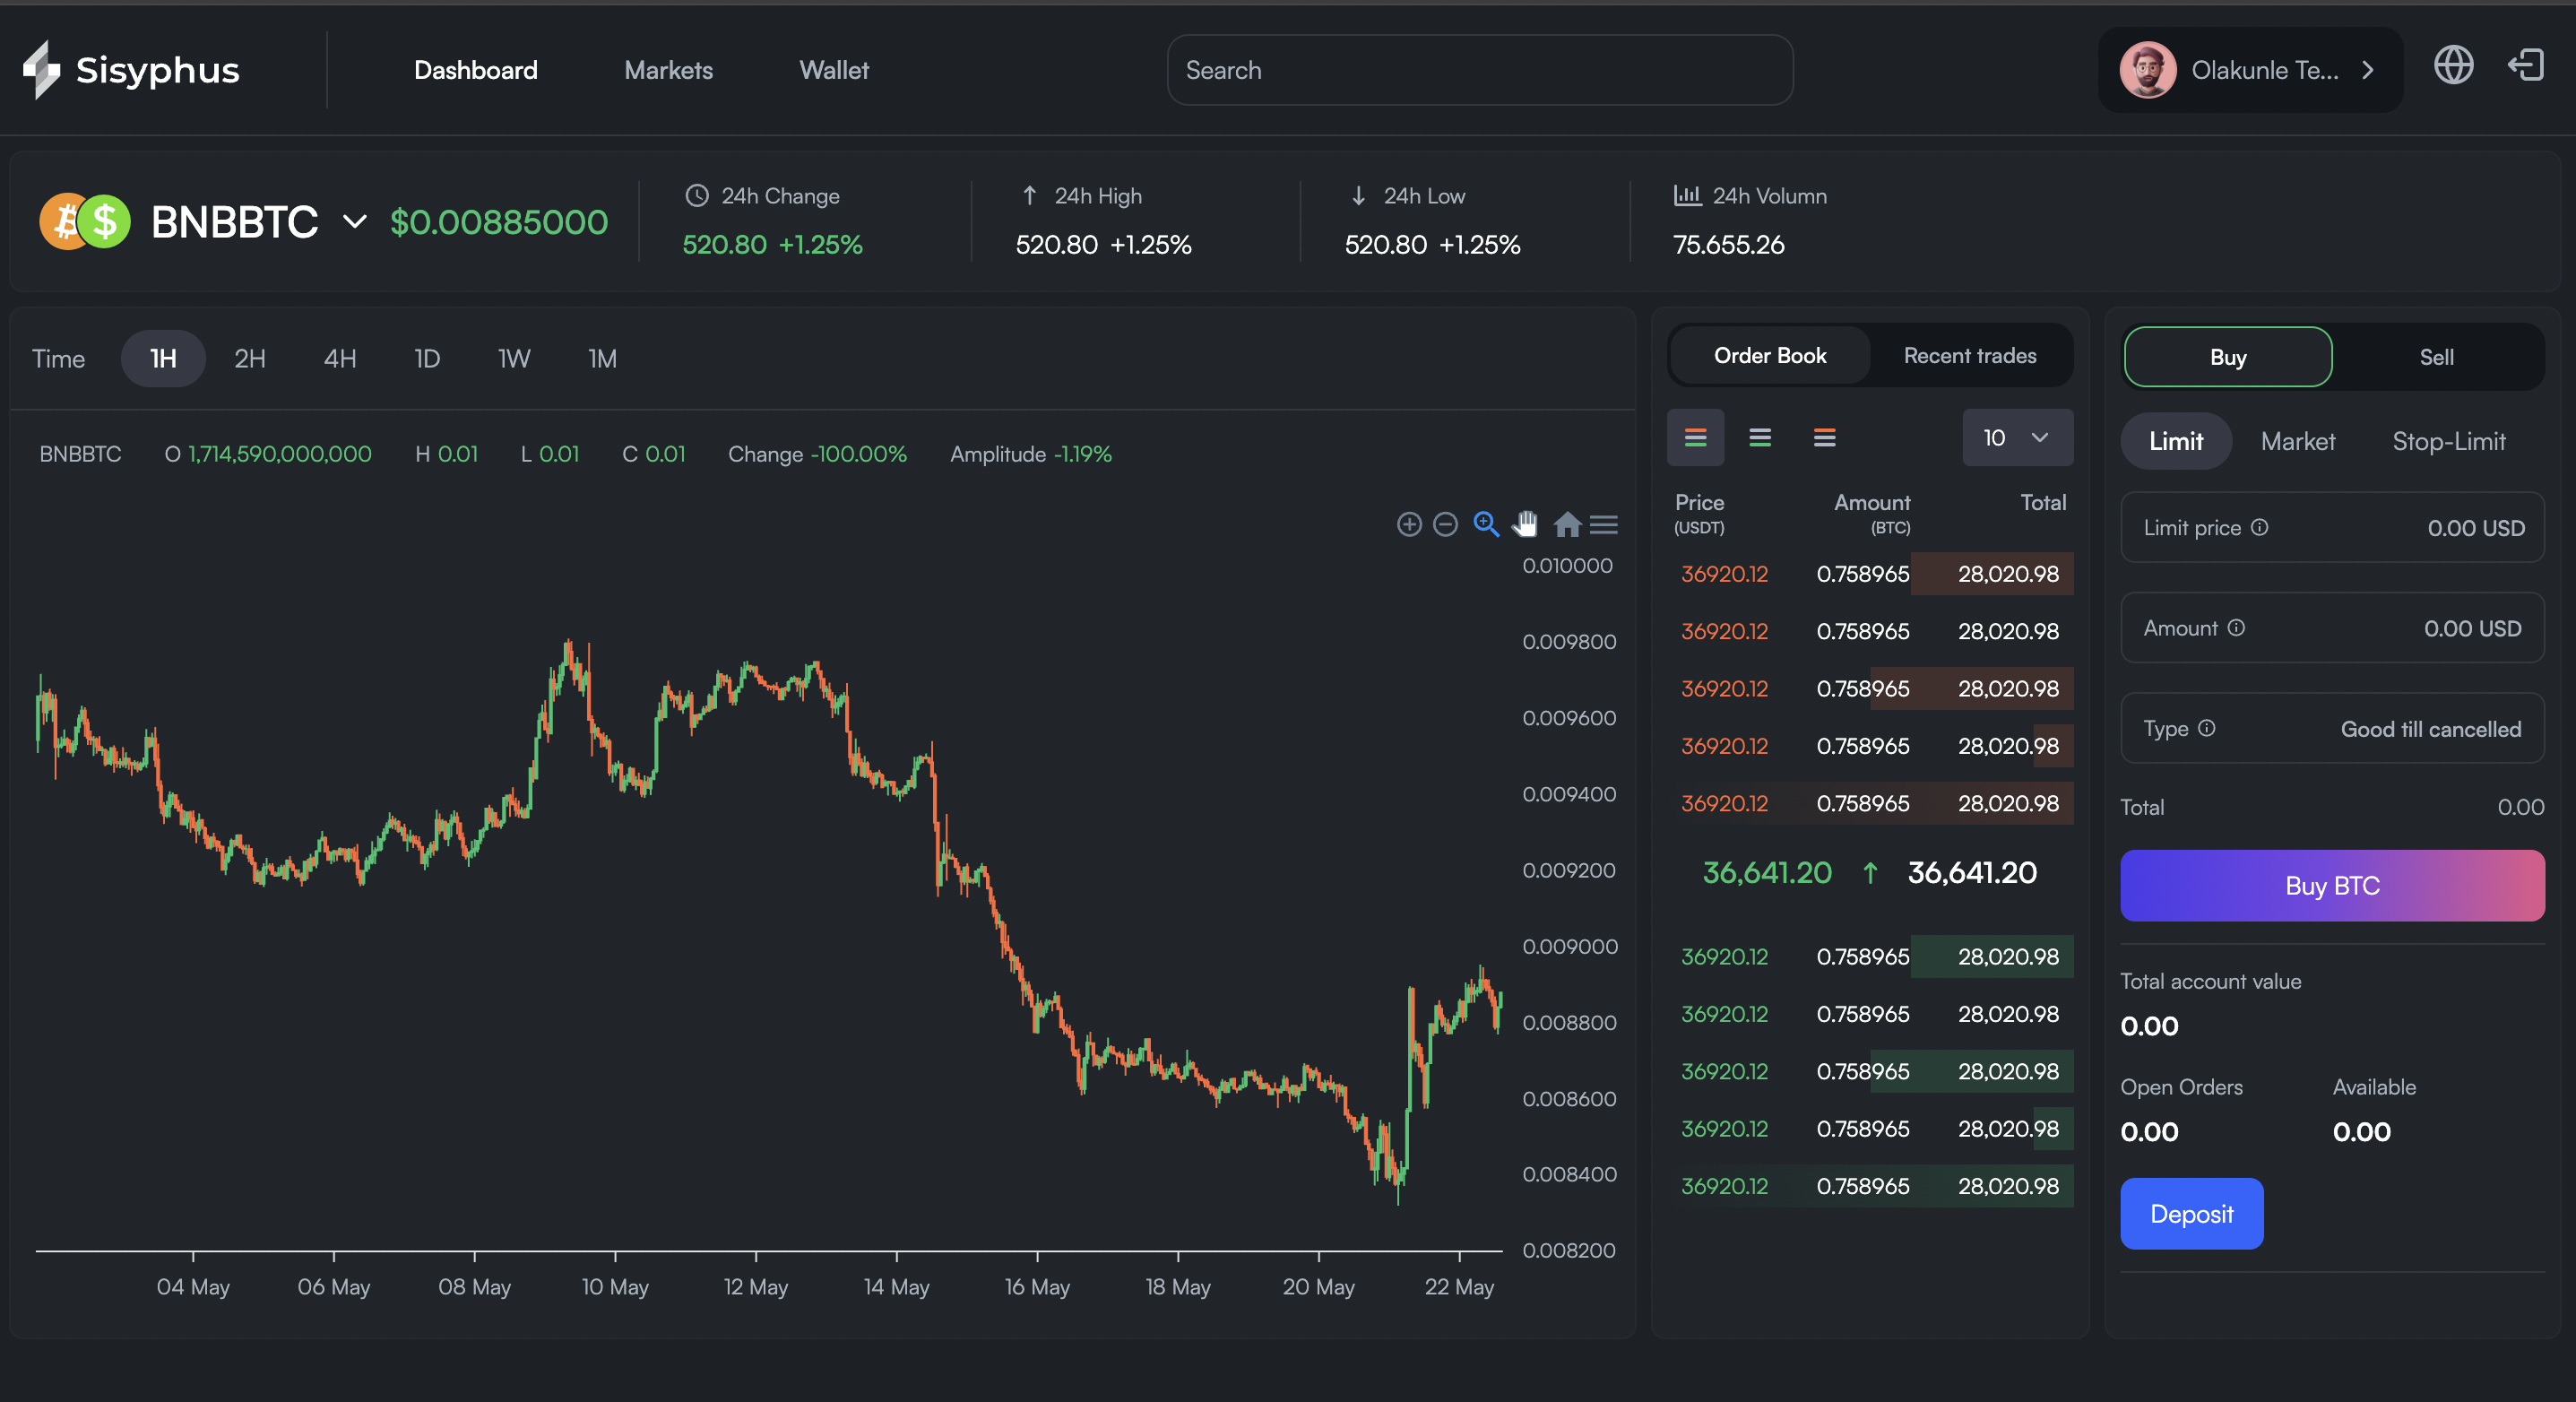 Sisyphus
Dashboard Markets Wallet
Search
Olakunle Te...
BNBBTC $0.00885000
24h Change
520.80 +1.25%
24h High
520.80 +1.25%
24h Low
520.80 +1.25%
24h Volumn
75.655.26
Time 1H 2H 4H 1D 1W 1M
BNBBTC O 1,714,590,000,000 H 0.01 L 0.01 C 0.01 Change -100.00% Amplitude -1.19%
0.010000
0.009800
0.009600
0.009400
0.009200
0.009000
0.008800
0.008600
0.008400
0.008200
04 May 06 May 08 May 10 May 12 May 14 May 16 May 18 May 20 May 22 May
Order Book Recent trades
10
Price Amount Total
(USDT) (BTC)
36920.12 0.758965 28,020.98
36920.12 0.758965 28,020.98
36920.12 0.758965 28,020.98
36920.12 0.758965 28,020.98
36920.12 0.758965 28,020.98
36,641.20 ↑ 36,641.20
36920.12 0.758965 28,020.98
36920.12 0.758965 28,020.98
36920.12 0.758965 28,020.98
36920.12 0.758965 28,020.98
36920.12 0.758965 28,020.98
Buy Sell
Limit Market Stop-Limit
Limit price 0.00 USD
Amount 0.00 USD
Type Good till cancelled
Total 0.00
Buy BTC
Total account value
0.00
Open Orders Available
0.00 0.00
Deposit